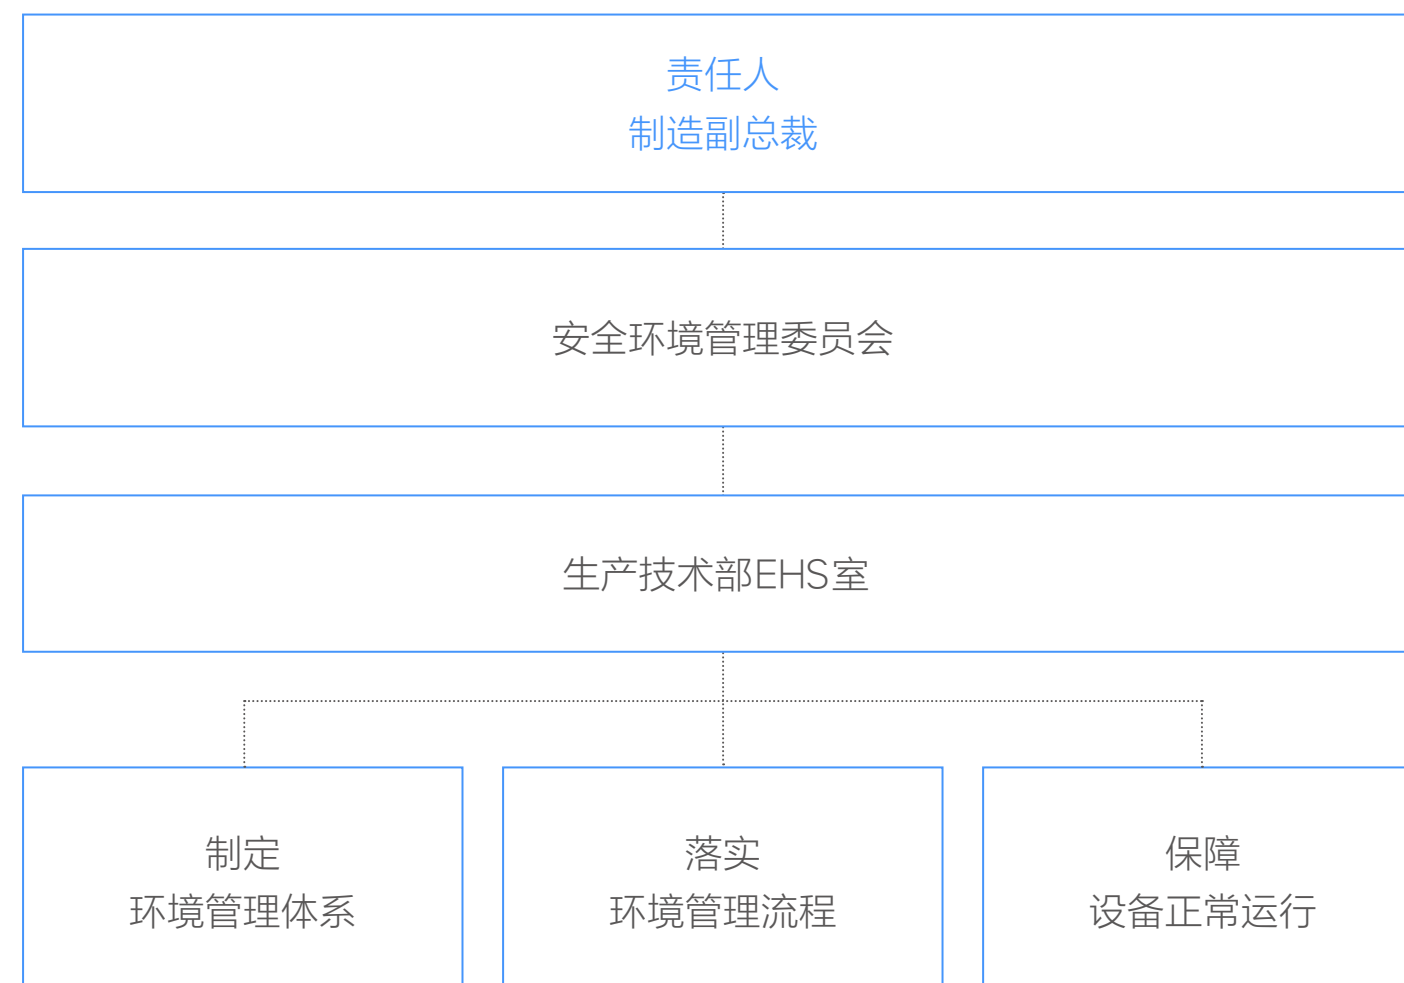 责任人
制造副总裁
安全环境管理委员会
生产技术部EHS室
制定
环境管理体系
落实
环境管理流程
保障
设备正常运行